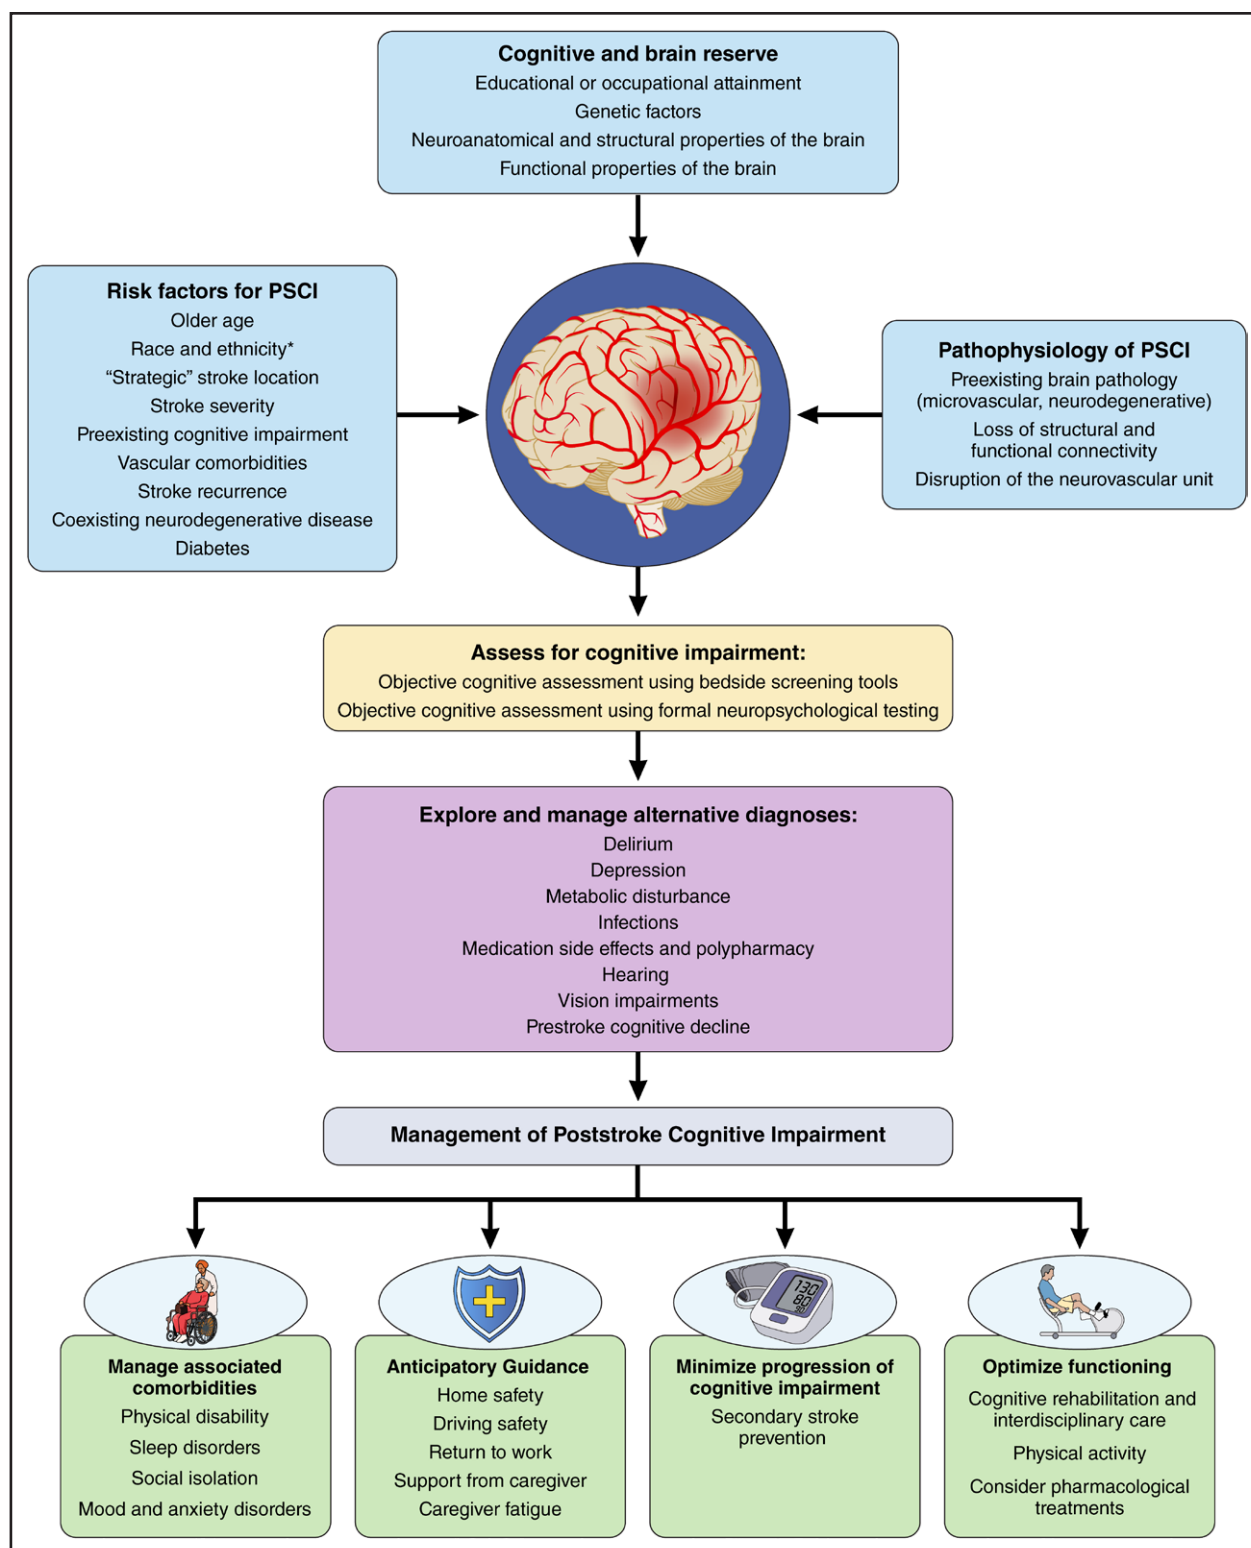 Cognitive and brain reserve
Educational or occupational attainment
Genetic factors
Neuroanatomical and structural properties of the brain
Functional properties of the brain
Risk factors for PSCI
Older age
Race and ethnicity*
“Strategic” stroke location
Stroke severity
Preexisting cognitive impairment
Vascular comorbidities
Stroke recurrence
Coexisting neurodegenerative disease
Diabetes
Pathophysiology of PSCI
Preexisting brain pathology
(microvascular, neurodegenerative)
Loss of structural and
functional connectivity
Disruption of the neurovascular unit
Assess for cognitive impairment:
Objective cognitive assessment using bedside screening tools
Objective cognitive assessment using formal neuropsychological testing
Explore and manage alternative diagnoses:
Delirium
Depression
Metabolic disturbance
Infections
Medication side effects and polypharmacy
Hearing
Vision impairments
Prestroke cognitive decline
Management of Poststroke Cognitive Impairment
Manage associated
comorbidities
Physical disability
Sleep disorders
Social isolation
Mood and anxiety disorders
Anticipatory Guidance
Home safety
Driving safety
Return to work
Support from caregiver
Caregiver fatigue
130
80
Minimize progression of
cognitive impairment
Secondary stroke
prevention
Optimize functioning
Cognitive rehabilitation and
interdisciplinary care
Physical activity
Consider pharmacological
treatments